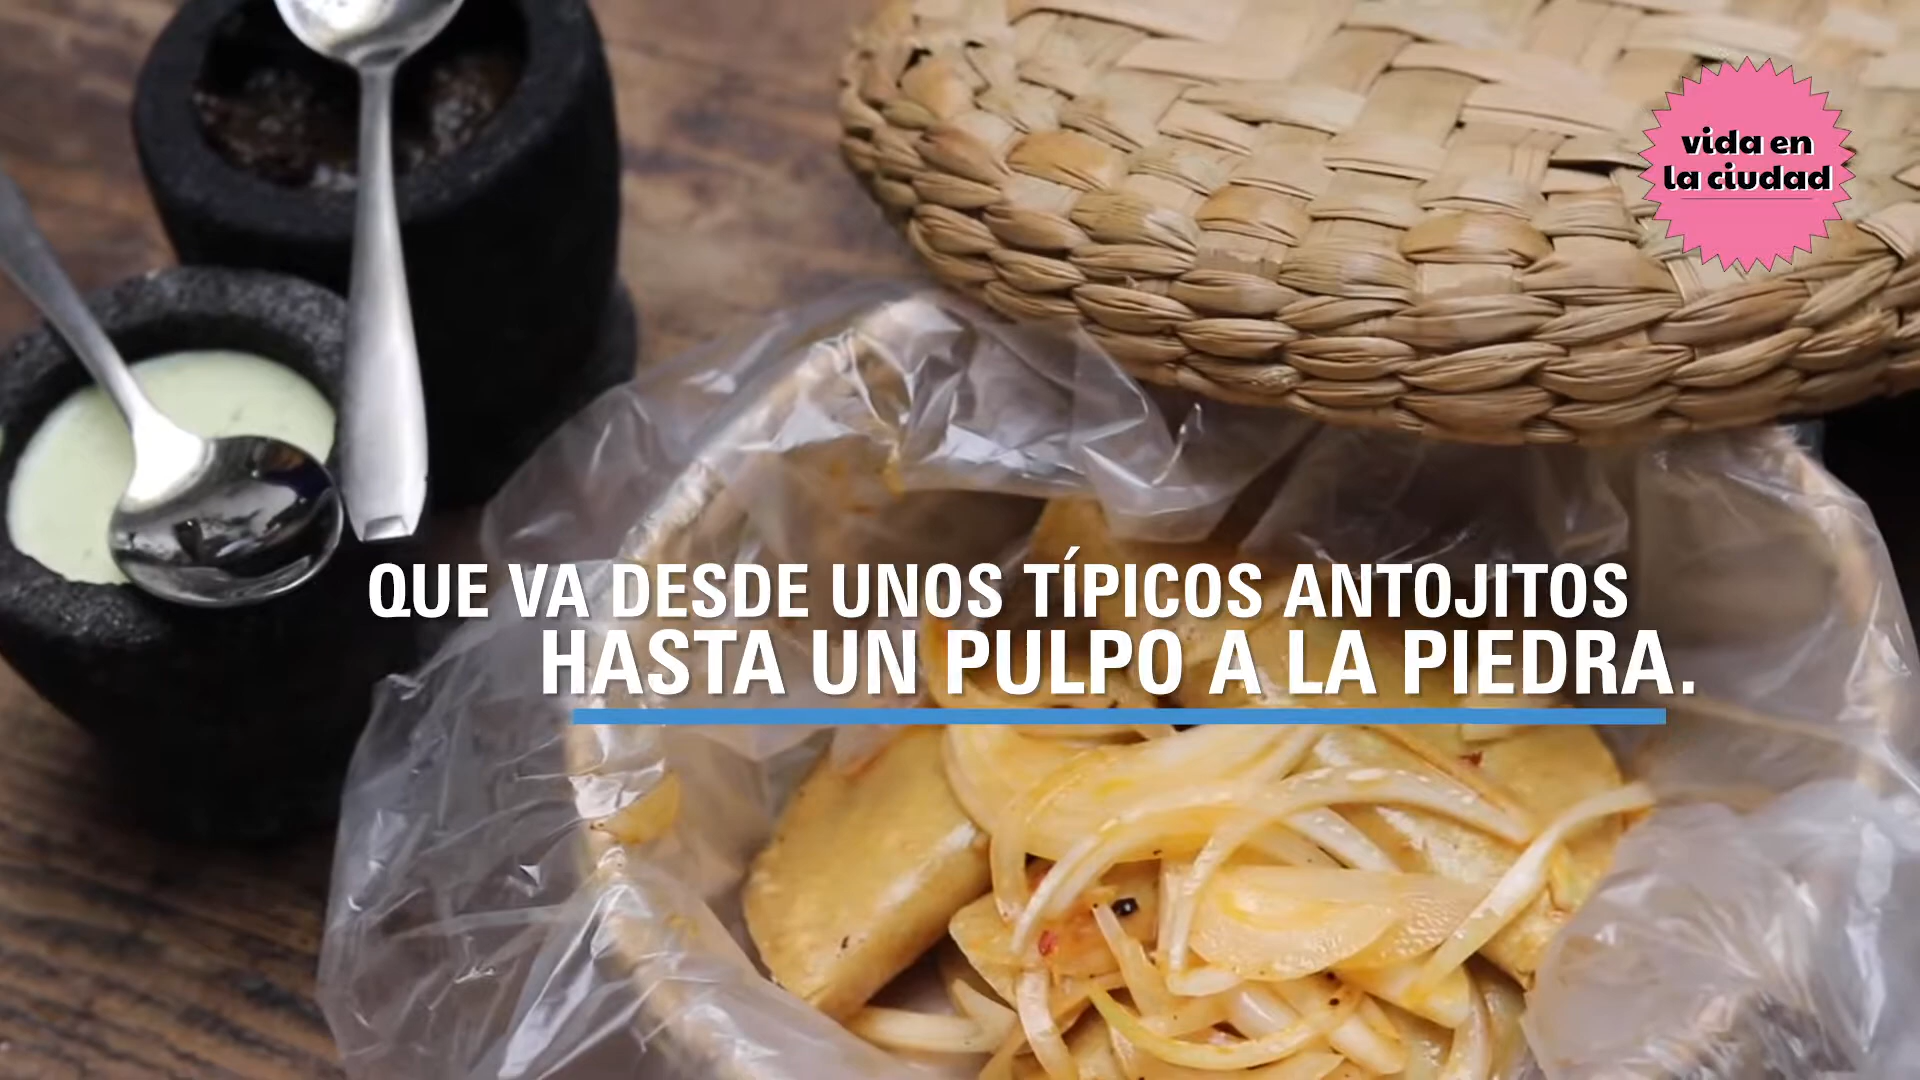 vida en
la ciudad
QUE VA DESDE UNOS TÍPICOS ANTOJITOS
HASTA UN PULPO A LA PIEDRA.